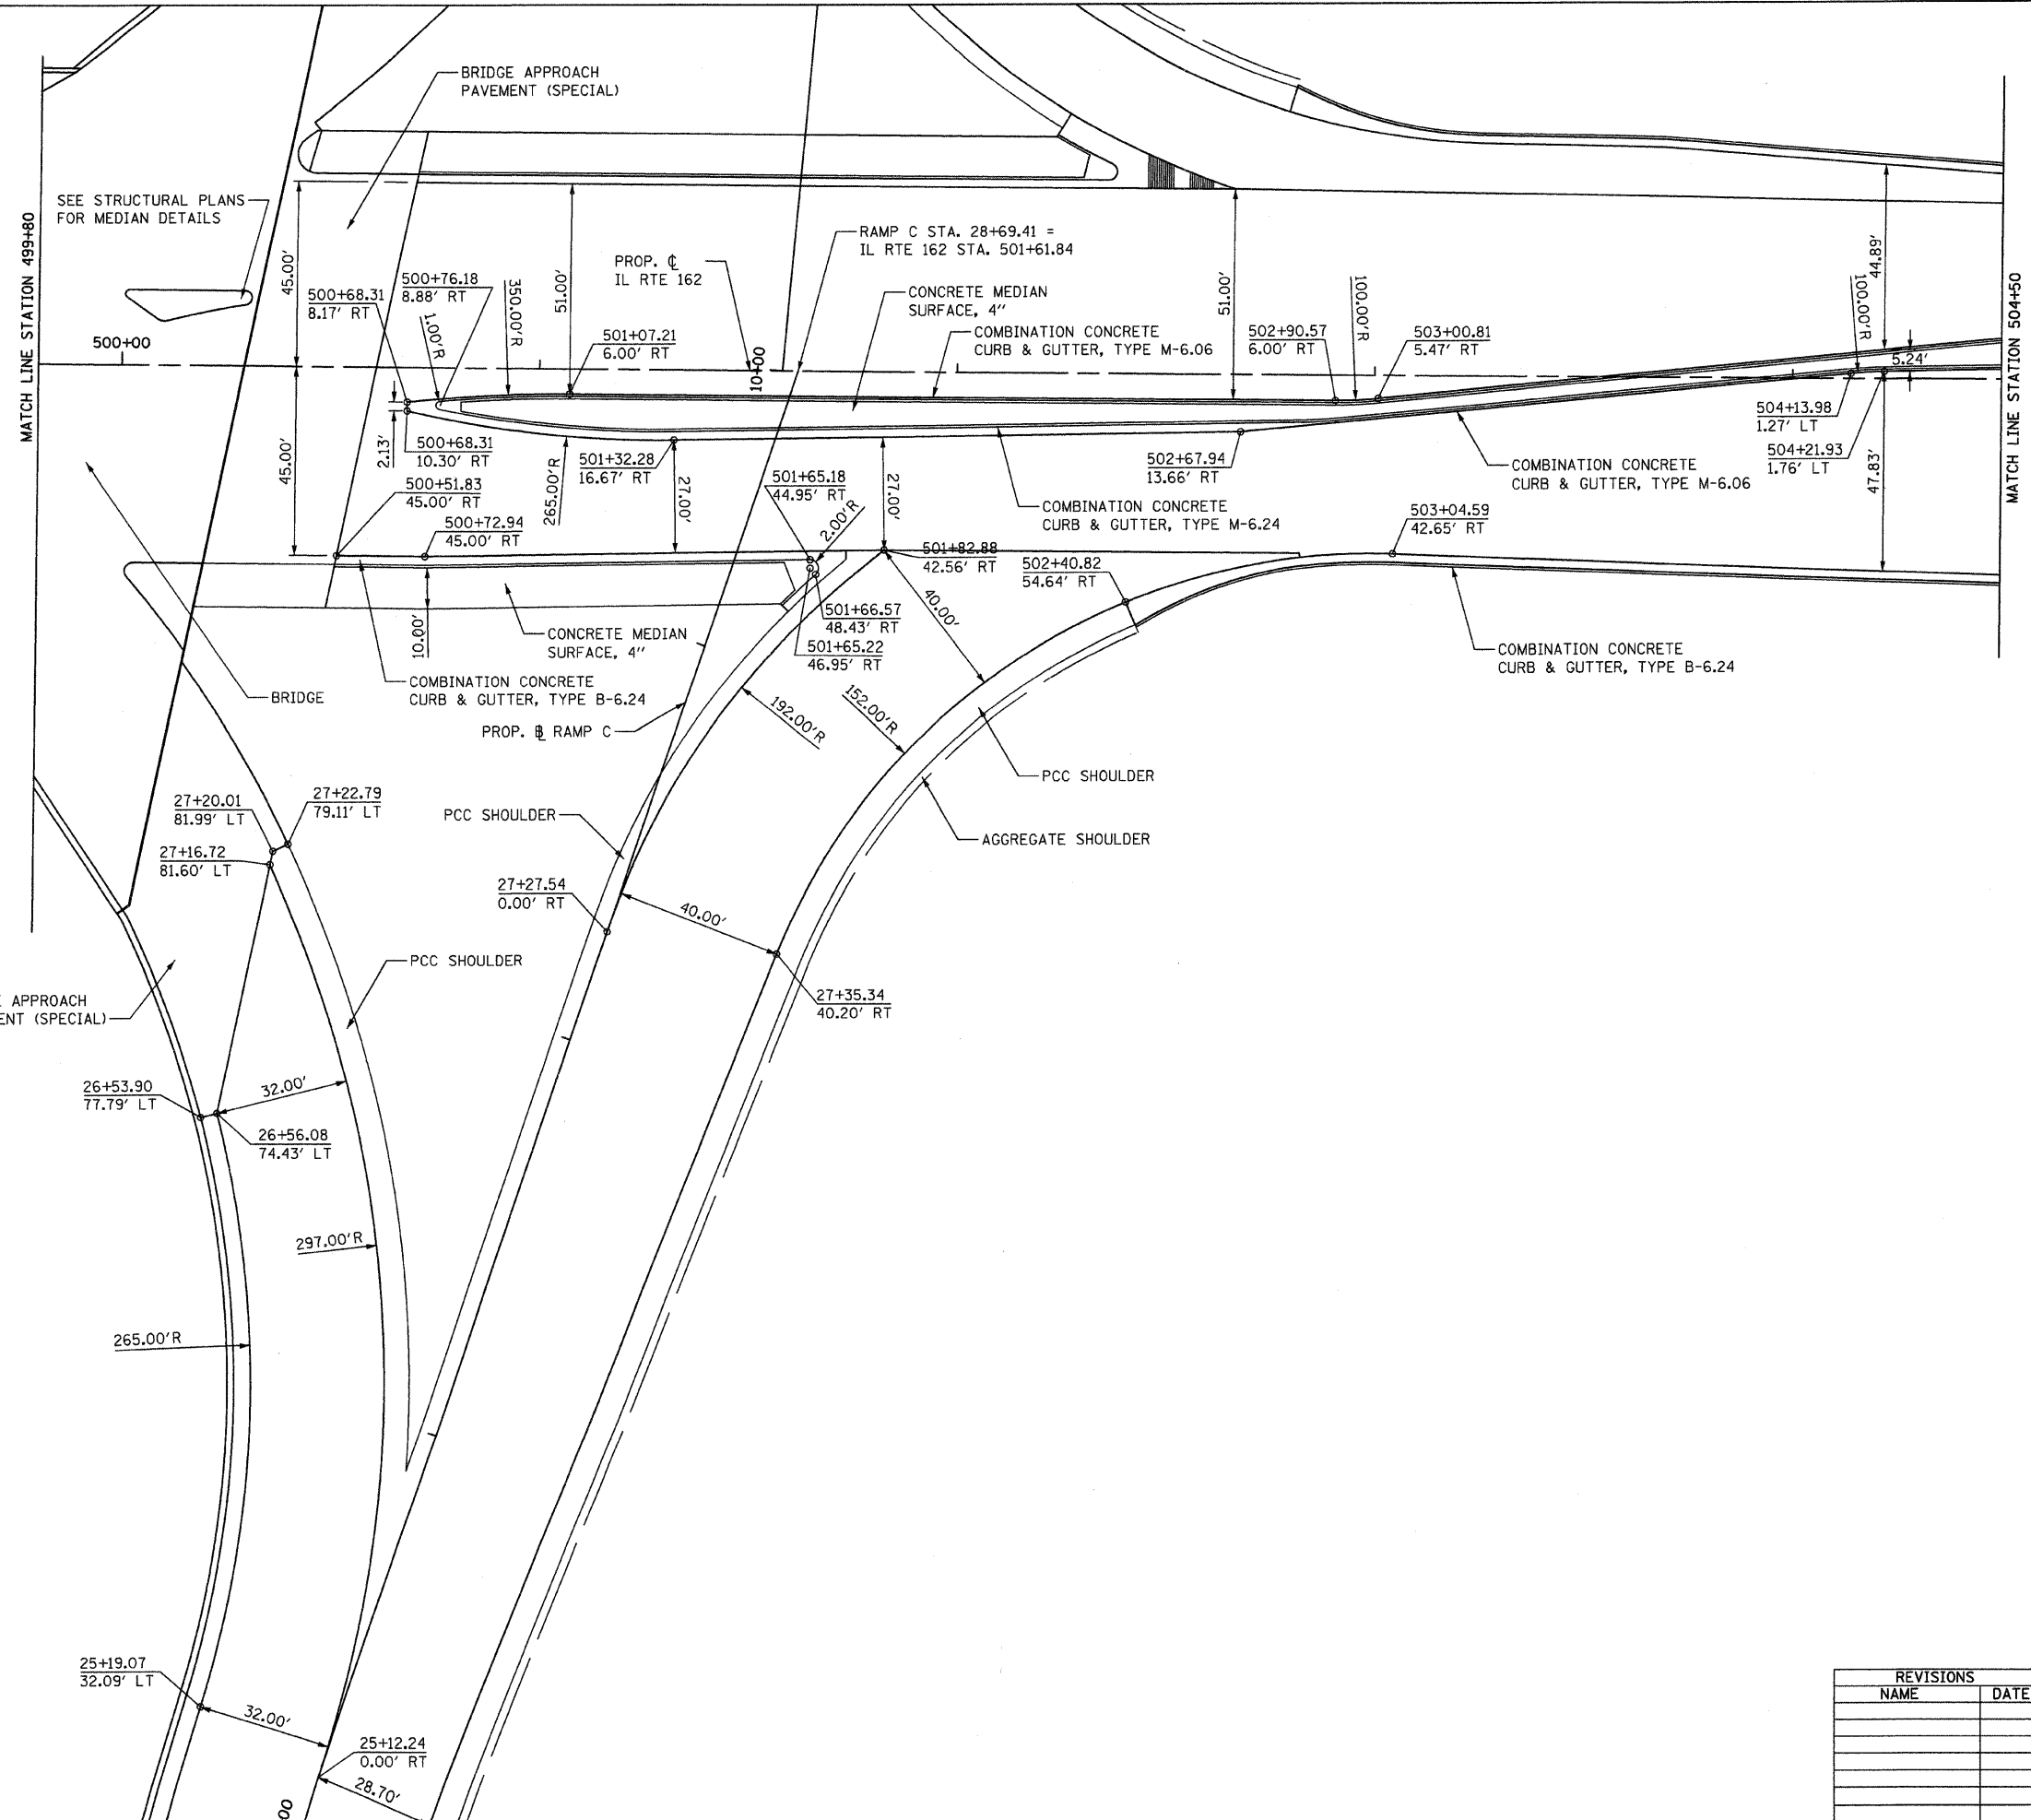 BRIDGE APPROACH
PAVEMENT (SPECIAL)
SEE STRUCTURAL PLANS
FOR MEDIAN DETAILS
MATCH LINE STATION 499+80
500+00
45.00'
45.00'
500+68.31
8.17' RT
500+76.18
8.88' RT
1.00'R
350.00'R
51.00'
PROP. ℄
IL RTE 162
501+07.21
6.00' RT
10+00
RAMP C STA. 28+69.41 =
IL RTE 162 STA. 501+61.84
CONCRETE MEDIAN
SURFACE, 4"
COMBINATION CONCRETE
CURB & GUTTER, TYPE M-6.06
51.00'
502+90.57
6.00' RT
100.00'R
503+00.81
5.47' RT
44.89'
100.00'R
5.24'
MATCH LINE STATION 504+50
504+13.98
1.27' LT
504+21.93
1.76' LT
47.83'
2.13'
500+68.31
10.30' RT
500+51.83
45.00' RT
500+72.94
45.00' RT
265.00'R
501+32.28
16.67' RT
27.00'
501+65.18
44.95' RT
2.00'R
27.00'
502+67.94
13.66' RT
COMBINATION CONCRETE
CURB & GUTTER, TYPE M-6.24
COMBINATION CONCRETE
CURB & GUTTER, TYPE M-6.06
503+04.59
42.65' RT
501+82.88
42.56' RT
502+40.82
54.64' RT
40.00'
501+66.57
48.43' RT
501+65.22
46.95' RT
10.00'
CONCRETE MEDIAN
SURFACE, 4"
COMBINATION CONCRETE
CURB & GUTTER, TYPE B-6.24
COMBINATION CONCRETE
CURB & GUTTER, TYPE B-6.24
BRIDGE
PROP. B RAMP C
192.00'R
152.00'R
PCC SHOULDER
AGGREGATE SHOULDER
27+20.01
81.99' LT
27+22.79
79.11' LT
27+16.72
81.60' LT
PCC SHOULDER
27+27.54
0.00' RT
40.00'
27+35.34
40.20' RT
PCC SHOULDER
APPROACH
ENT (SPECIAL)
26+53.90
77.79' LT
32.00'
26+56.08
74.43' LT
297.00'R
265.00'R
25+19.07
32.09' LT
32.00'
25+12.24
0.00' RT
28.70'
00
REVISIONS
NAME DATE